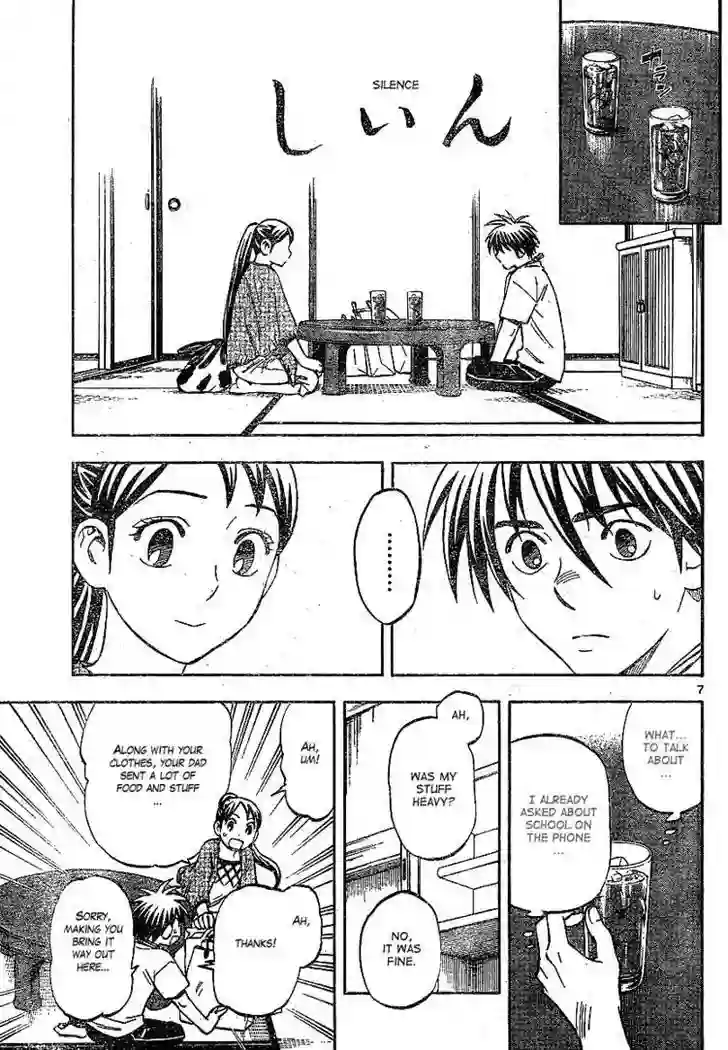 カラン
SILENCE
しぃん
………
7
WHAT...
TO TALK
ABOUT ...
I ALREADY
ASKED ABOUT
SCHOOL ON
THE PHONE
...
AH,
WAS MY
STUFF
HEAVY?
NO,
IT WAS
FINE.
AH,
UM!
ALONG WITH YOUR
CLOTHES, YOUR DAD
SENT A LOT OF
FOOD AND STUFF
...
AH,
THANKS!
SORRY,
MAKING YOU
BRING IT
WAY OUT
HERE...